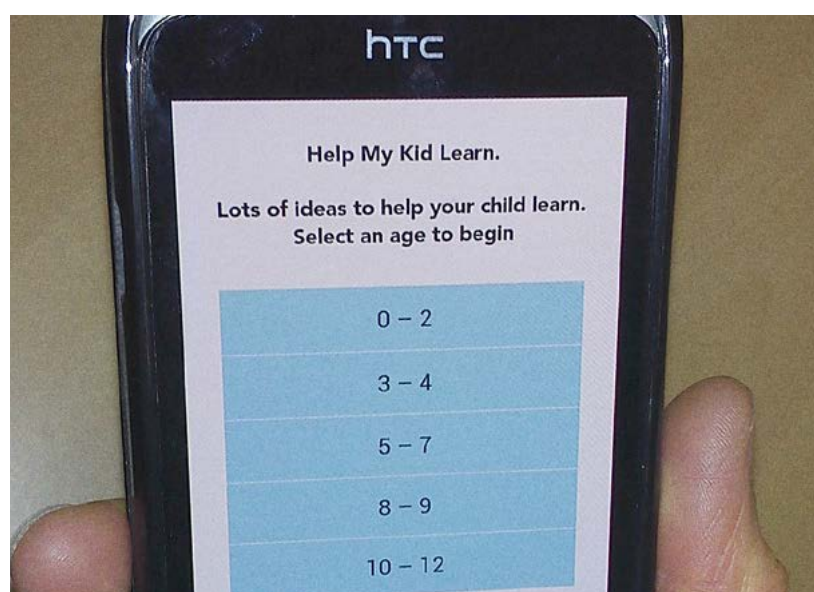 hTC
Help My Kid Learn.
Lots of ideas to help your child learn.
Select an age to begin
0 – 2
3 – 4
5 – 7
8 – 9
10 – 12